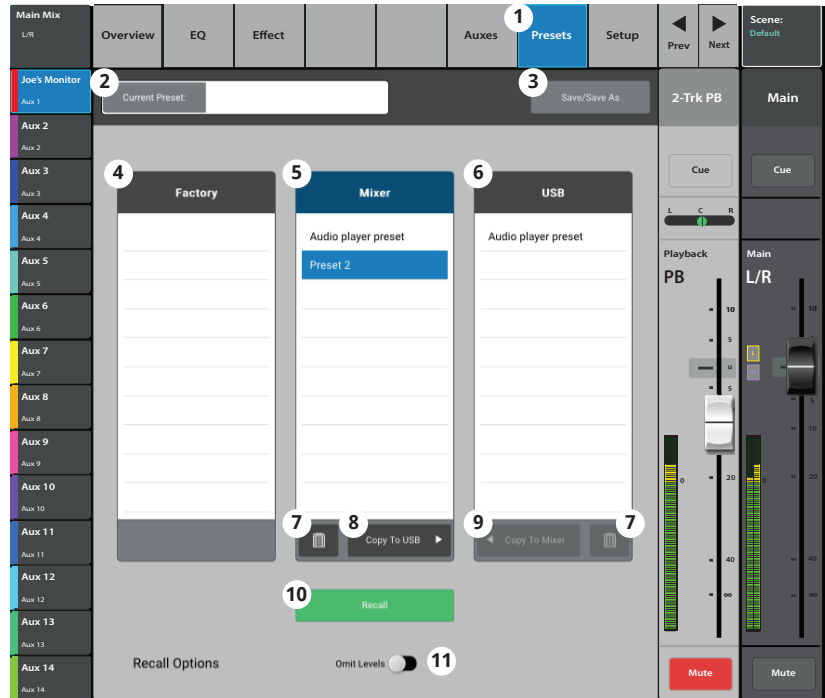 Main Mix
L/R
Overview
EQ
Effect
Auxes
1
Presets
Setup
Prev
Next
Scene:
Default
Joe's Monitor
Aux 1
Aux 2
Aux 2
Aux 3
Aux 3
Aux 4
Aux 4
Aux 5
Aux 5
Aux 6
Aux 6
Aux 7
Aux 7
Aux 8
Aux 8
Aux 9
Aux 9
Aux 10
Aux 10
Aux 11
Aux 11
Aux 12
Aux 12
Aux 13
Aux 13
Aux 14
Aux 14
2
Current Preset:
3
Save/Save As
4
Factory
5
Mixer
Audio player preset
Preset 2
6
USB
Audio player preset
7
8
Copy To USB
9
Copy To Mixer
7
10
Recall
Recall Options
Omit Levels
11
2-Trk PB
Cue
L C R
Playback
PB
10
5
U
5
0
20
40
∞
Mute
Main
Cue
Main
L/R
10
L
5
10
0
20
40
∞
Mute